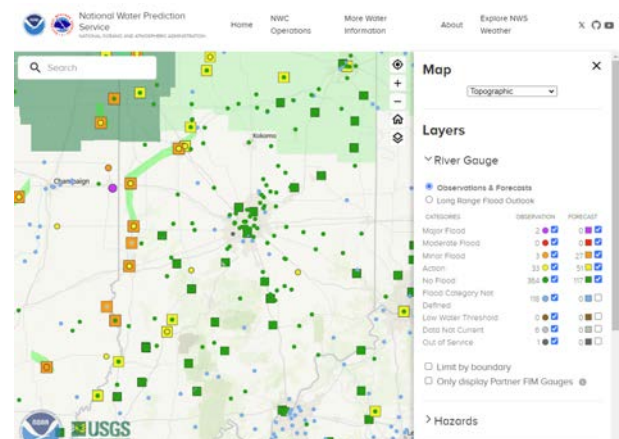 National Water Prediction Service
NATIONAL OCEANIC AND ATMOSPHERIC ADMINISTRATION
Home
NWC Operations
More Water Information
About
Explore NWS Weather
Search
Kokomo
Champaign
NOAA
USGS
Map
Topographic
Layers
River Gauge
Observations & Forecasts
Long Range Flood Outlook
CATEGORIES OBSERVATION FORECAST
Major Flood 2 0
Moderate Flood 0 0
Minor Flood 3 27
Action 33 51
No Flood 364 117
Flood Category Not Defined 118 0
Low Water Threshold 0 0
Data Not Current 6 0
Out of Service 1 0
Limit by boundary
Only display Partner FIM Gauges
Hazards